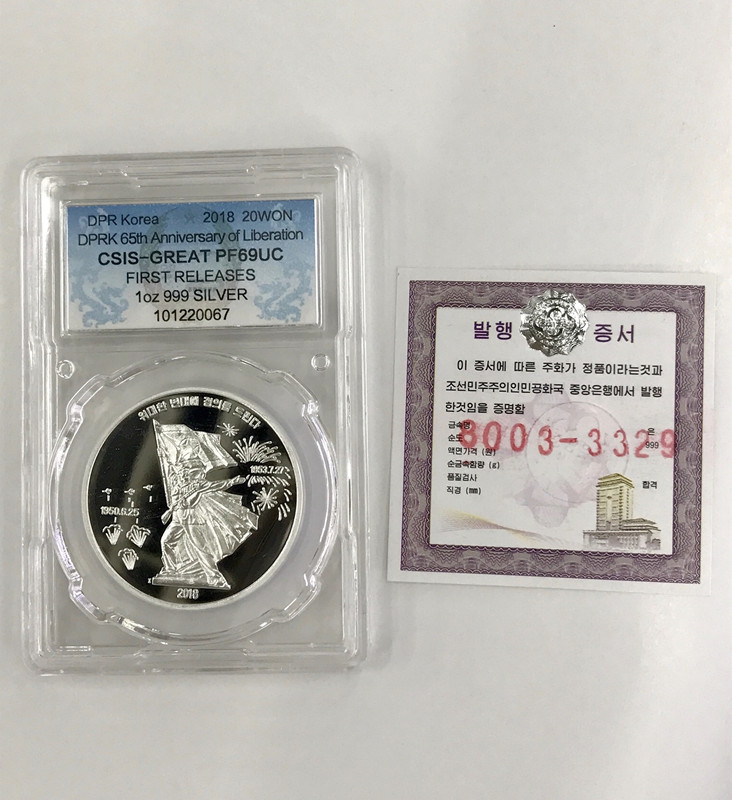 DPR Korea 2018 20WON
DPRK 65th Anniversary of Liberation
CSIS-GREAT PF69UC
FIRST RELEASES
1oz 999 SILVER
101220067
위대한 년대에 경의를 드린다
1953.7.27
1950.6.25
2018
발행 증서
이 증서에 따른 주화가 정품이라는것과
조선민주주의인민공화국 중앙은행에서 발행
한것임을 증명함
금속명 은
순도 999
8003-3329
액면가격 (원)
순금속함량 (g)
품질검사 합격
직경 (mm)